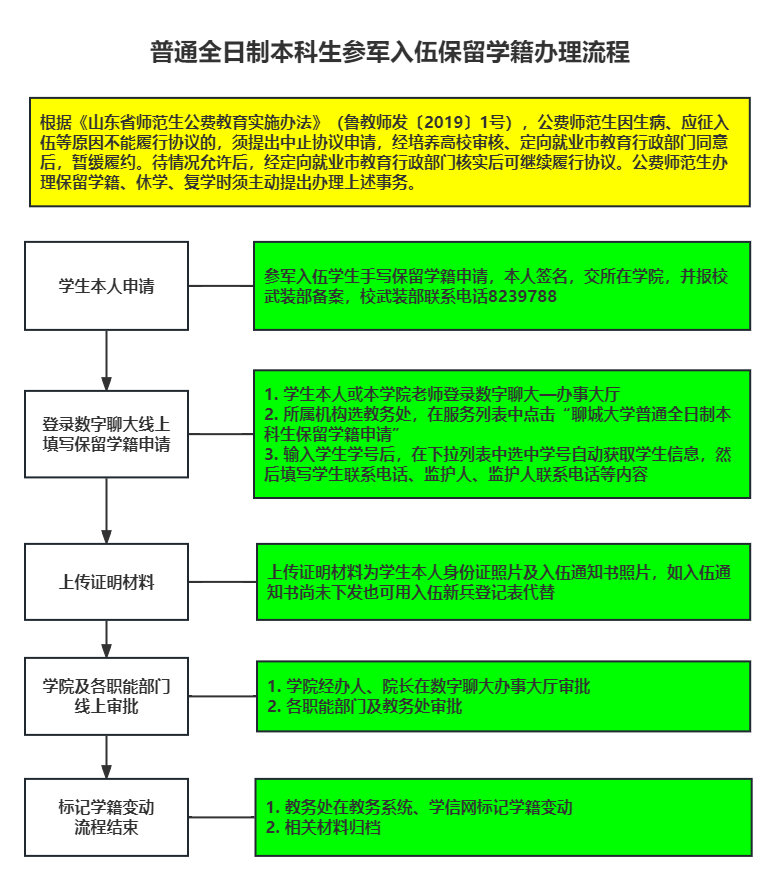 普通全日制本科生参军入伍保留学籍办理流程
根据《山东省师范生公费教育实施办法》（鲁教师发〔2019〕1号），公费师范生因生病、应征入
伍等原因不能履行协议的，须提出中止协议申请，经培养高校审核、定向就业市教育行政部门同意
后，暂缓履约。待情况允许后，经定向就业市教育行政部门核实后可继续履行协议。公费师范生办
理保留学籍、休学、复学时须主动提出办理上述事务。
学生本人申请
参军入伍学生手写保留学籍申请，本人签名，交所在学院，并报校
武装部备案，校武装部联系电话8239788
登录数字聊大线上
填写保留学籍申请
1. 学生本人或本学院老师登录数字聊大—办事大厅
2. 所属机构选教务处，在服务列表中点击“聊城大学普通全日制本
科生保留学籍申请”
3. 输入学生学号后，在下拉列表中选中学号自动获取学生信息，然
后填写学生联系电话、监护人、监护人联系电话等内容
上传证明材料
上传证明材料为学生本人身份证照片及入伍通知书照片，如入伍通
知书尚未下发也可用入伍新兵登记表代替
学院及各职能部门
线上审批
1. 学院经办人、院长在数字聊大办事大厅审批
2. 各职能部门及教务处审批
标记学籍变动
流程结束
1. 教务处在教务系统、学信网标记学籍变动
2. 相关材料归档